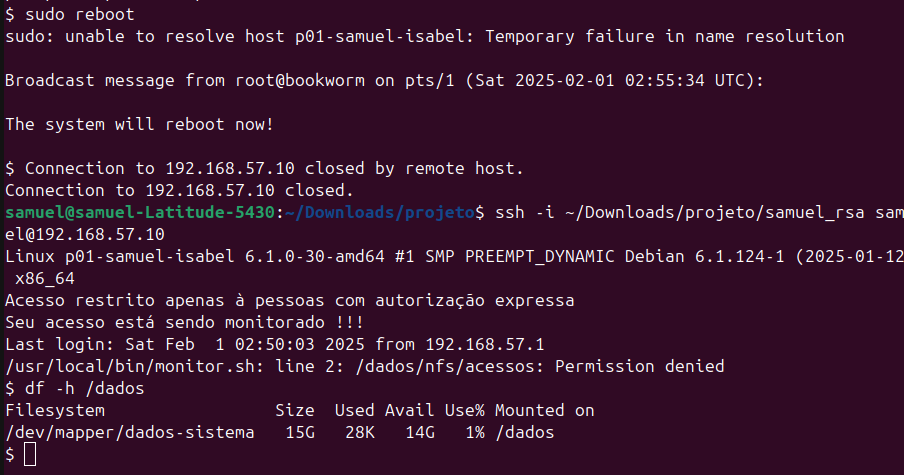 $ sudo reboot
sudo: unable to resolve host p01-samuel-isabel: Temporary failure in name resolution
Broadcast message from root@bookworm on pts/1 (Sat 2025-02-01 02:55:34 UTC):
The system will reboot now!
$ Connection to 192.168.57.10 closed by remote host.
Connection to 192.168.57.10 closed.
samuel@samuel-Latitude-5430:~/Downloads/projeto$ ssh -i ~/Downloads/projeto/samuel_rsa sam
el@192.168.57.10
Linux p01-samuel-isabel 6.1.0-30-amd64 #1 SMP PREEMPT_DYNAMIC Debian 6.1.124-1 (2025-01-12
 x86_64
Acesso restrito apenas à pessoas com autorização expressa
Seu acesso está sendo monitorado !!!
Last login: Sat Feb  1 02:50:03 2025 from 192.168.57.1
/usr/local/bin/monitor.sh: line 2: /dados/nfs/acessos: Permission denied
$ df -h /dados
Filesystem                Size  Used Avail Use% Mounted on
/dev/mapper/dados-sistema   15G   28K   14G   1% /dados
$